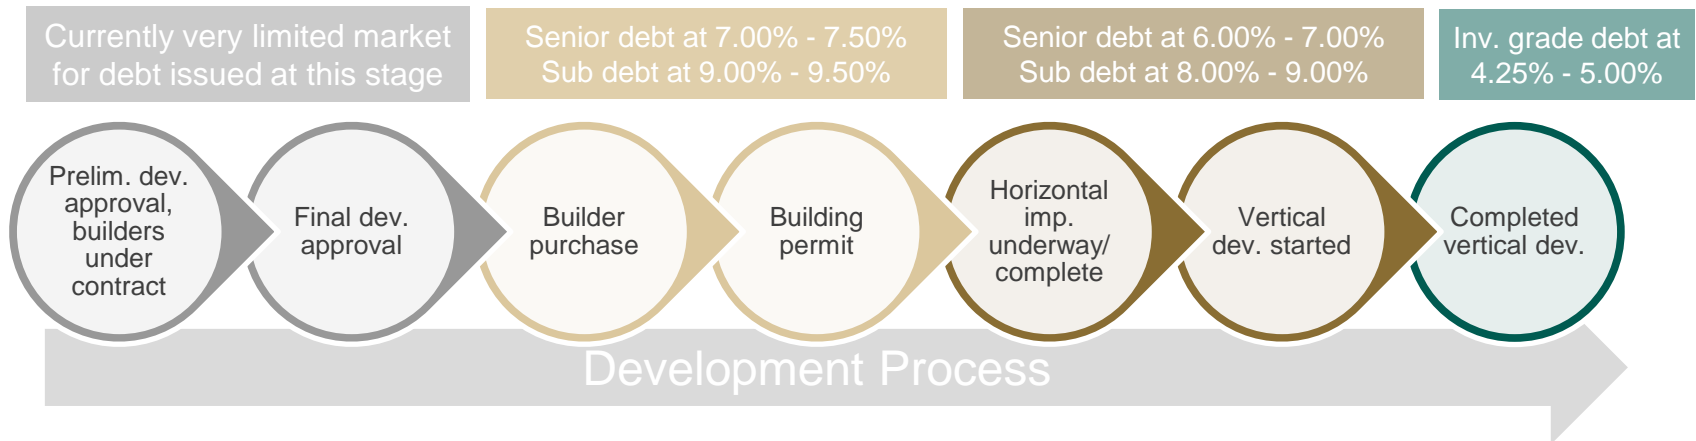 Currently very limited market
for debt issued at this stage
Senior debt at 7.00% - 7.50%
Sub debt at 9.00% - 9.50%
Senior debt at 6.00% - 7.00%
Sub debt at 8.00% - 9.00%
Inv. grade debt at
4.25% - 5.00%
Prelim. dev.
approval,
builders
under
contract
Final dev.
approval
Builder
purchase
Building
permit
Horizontal
imp.
underway/
complete
Vertical
dev. started
Completed
vertical dev.
Development Process